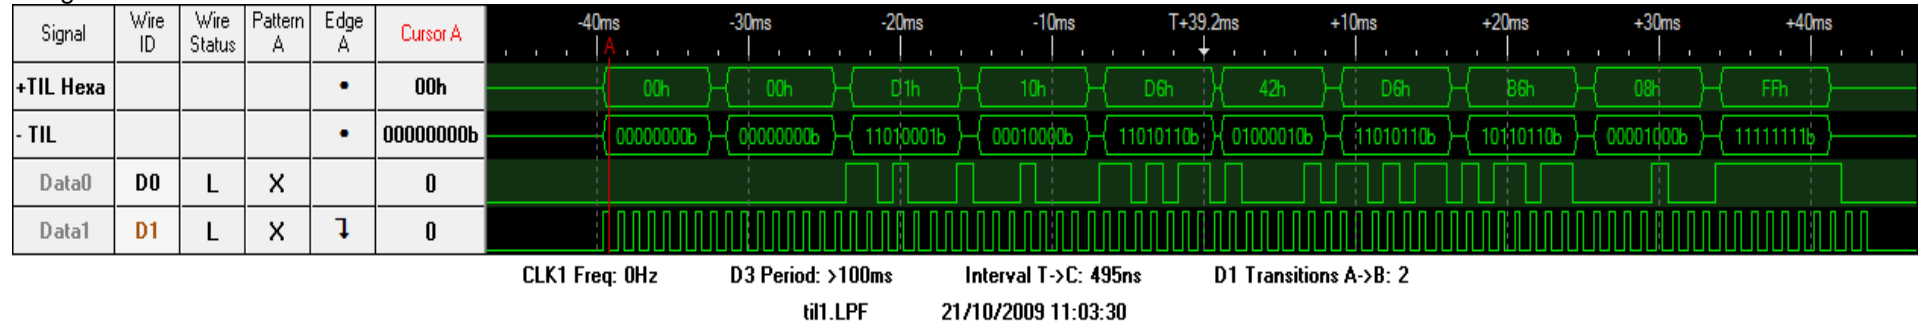 Signal Wire ID Wire Status Pattern A Edge A Cursor A -40ms -30ms -20ms -10ms T+39.2ms +10ms +20ms +30ms +40ms
A
+TIL Hexa 00h 00h 00h D1h 10h D6h 42h D6h B6h 08h FFh
- TIL 00000000b 00000000b 00000000b 11010001b 00010000b 11010110b 01000010b 11010110b 10110110b 00001000b 11111111b
Data0 D0 L X 0
Data1 D1 L X 0
CLK1 Freq: 0Hz D3 Period: >100ms Interval T->C: 495ns D1 Transitions A->B: 2
til1.LPF 21/10/2009 11:03:30